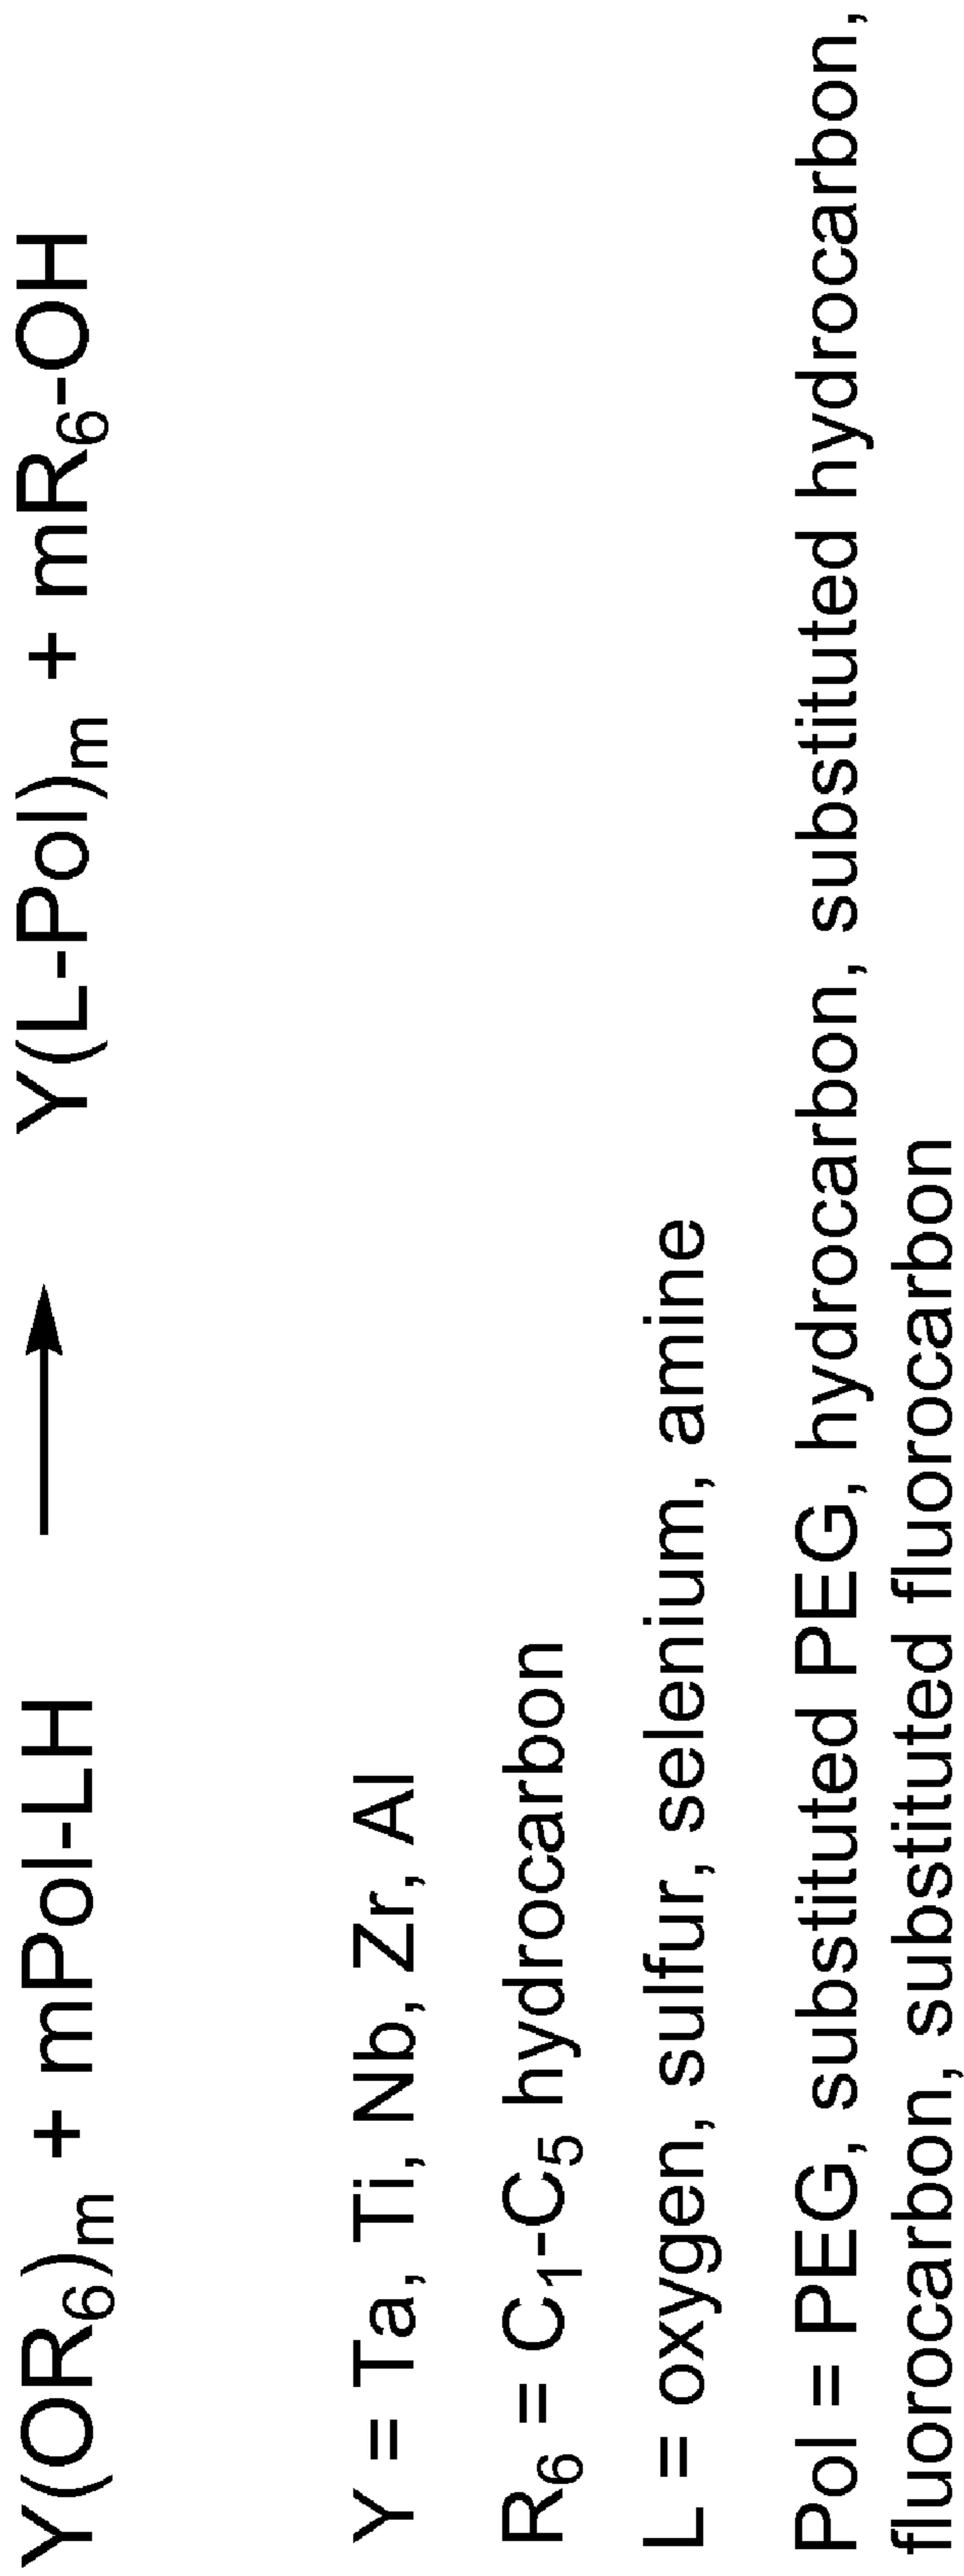 Y(OR₆)ₘ + mPol-LH → Y(L-Pol)ₘ + mR₆-OH
Y = Ta, Ti, Nb, Zr, Al
R₆ = C₁-C₅ hydrocarbon
L = oxygen, sulfur, selenium, amine
Pol = PEG, substituted PEG, hydrocarbon, substituted hydrocarbon,
fluorocarbon, substituted fluorocarbon